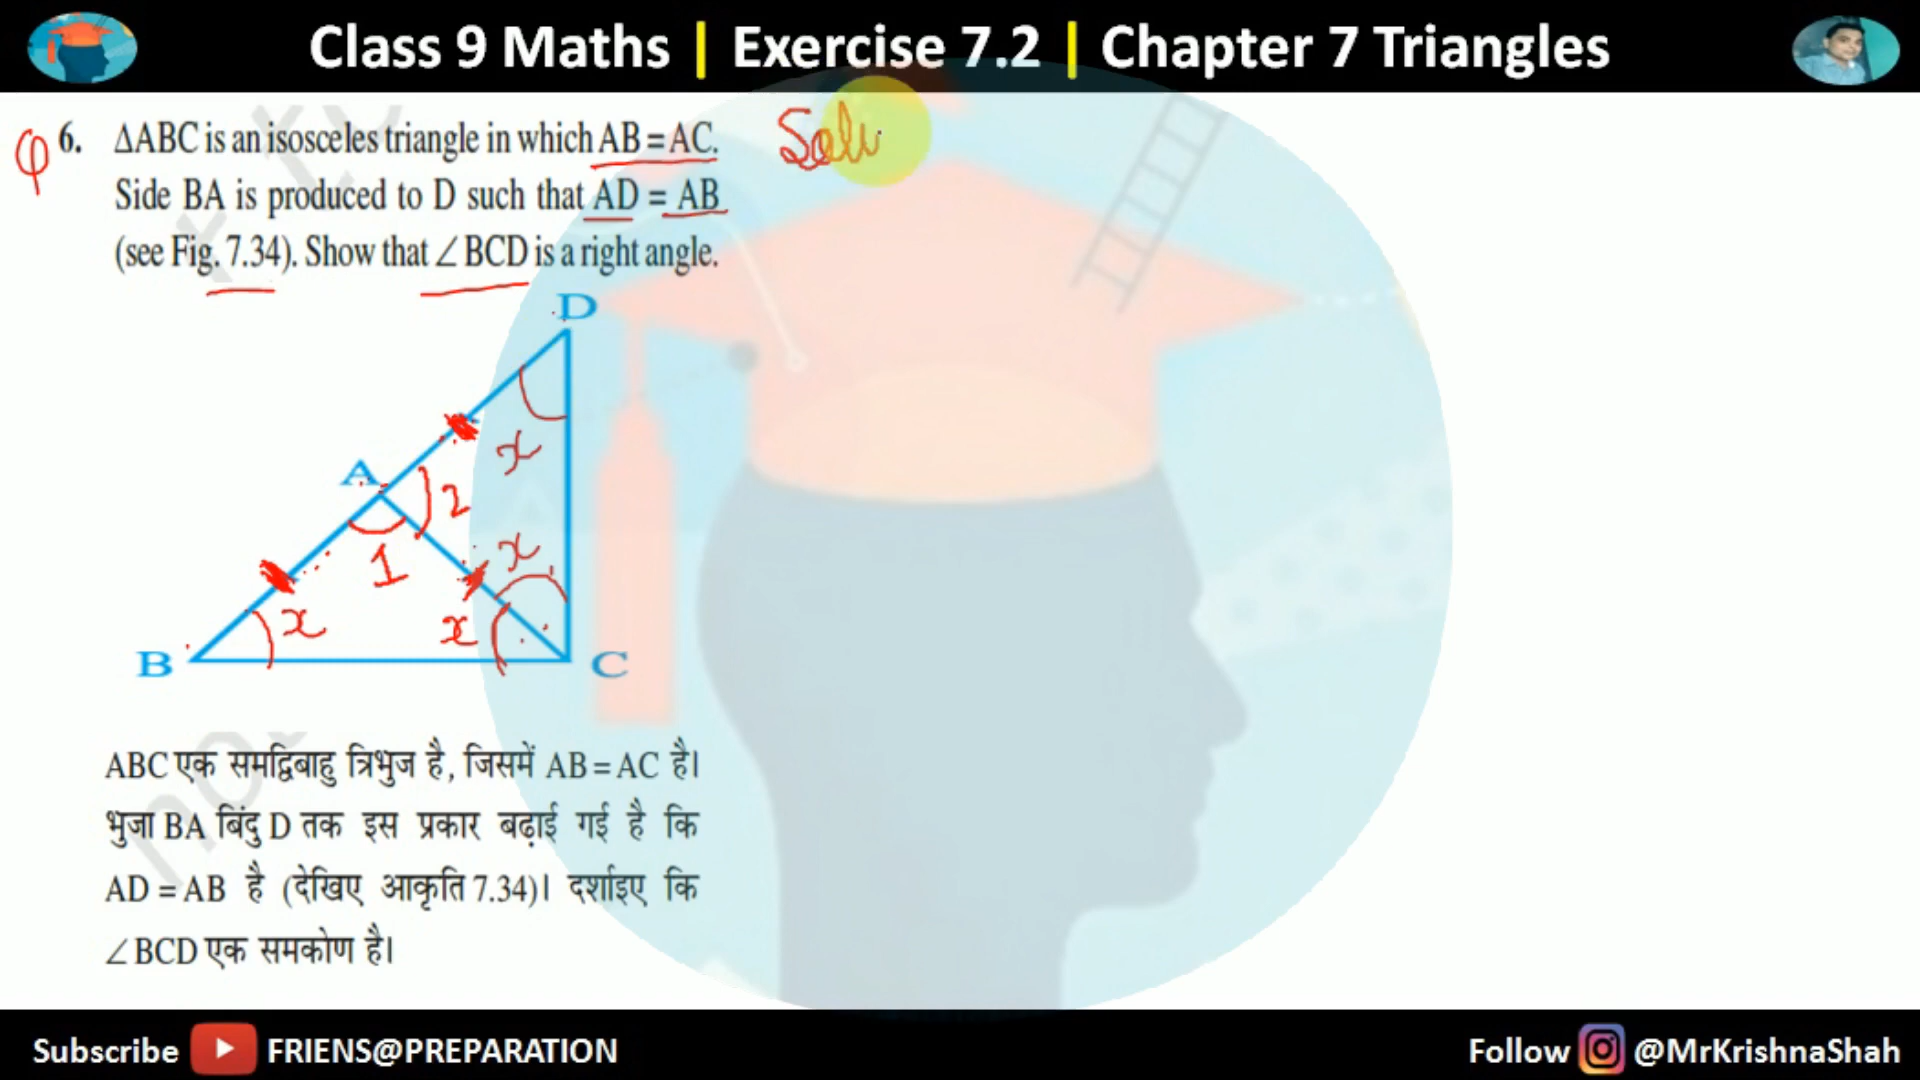 Class 9 Maths | Exercise 7.2 | Chapter 7 Triangles
φ 6. ΔABC is an isosceles triangle in which AB = AC.
Side BA is produced to D such that AD = AB
(see Fig. 7.34). Show that ∠BCD is a right angle.
Solu
D
x
A
2
x
1
x
x
B
C
ABC एक समद्विबाहु त्रिभुज है, जिसमें AB = AC है।
भुजा BA बिंदु D तक इस प्रकार बढ़ाई गई है कि
AD = AB है (देखिए आकृति 7.34)। दर्शाइए कि
∠BCD एक समकोण है।
Subscribe FRIENS@PREPARATION
Follow @MrKrishnaShah